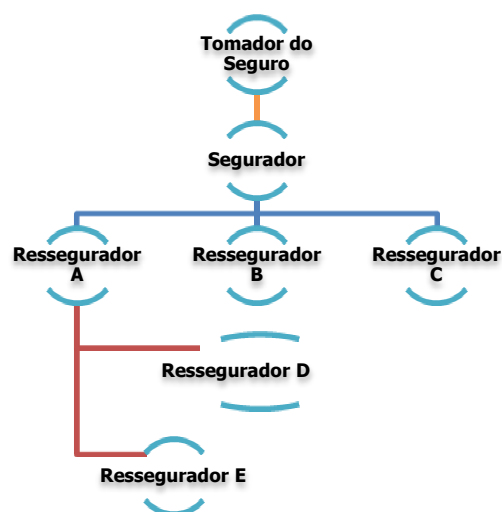 Tomador do
Seguro
Segurador
Ressegurador
A
Ressegurador
B
Ressegurador
C
Ressegurador D
Ressegurador E